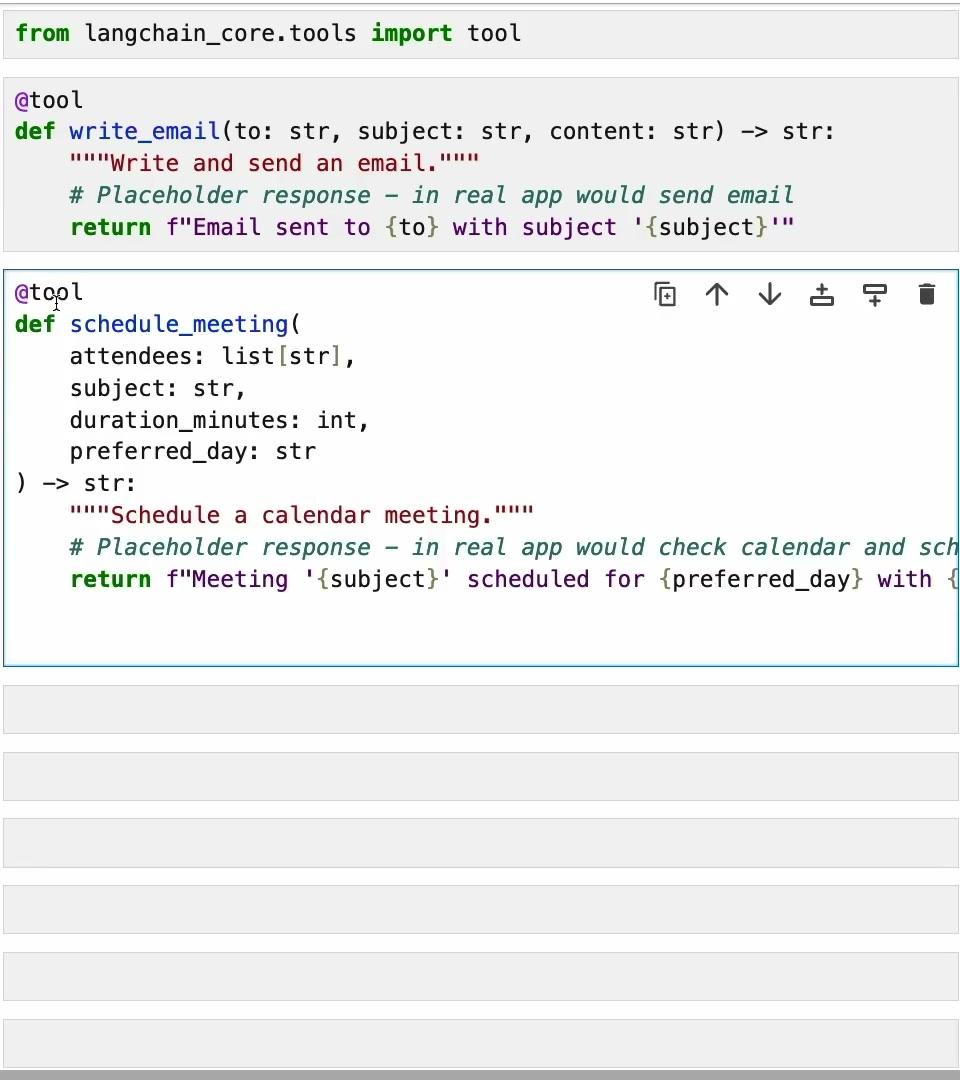 from langchain_core.tools import tool
@tool
def write_email(to: str, subject: str, content: str) -> str:
    """Write and send an email."""
    # Placeholder response – in real app would send email
    return f"Email sent to {to} with subject '{subject}'"
@tool
def schedule_meeting(
    attendees: list[str],
    subject: str,
    duration_minutes: int,
    preferred_day: str
) -> str:
    """Schedule a calendar meeting."""
    # Placeholder response – in real app would check calendar and sch
    return f"Meeting '{subject}' scheduled for {preferred_day} with {